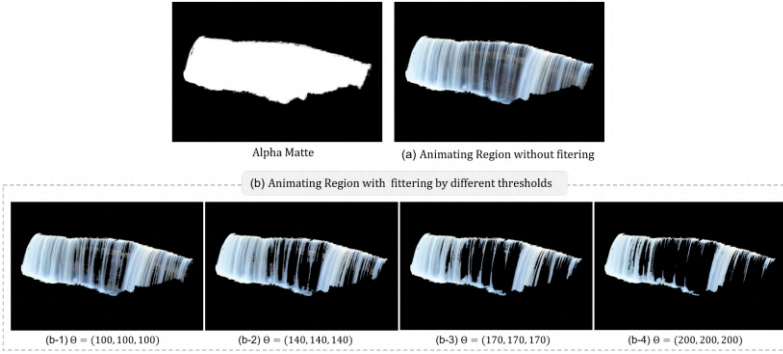 Alpha Matte
(a) Animating Region without fitering
(b) Animating Region with fittering by different thresholds
(b-1) Θ = (100, 100, 100)
(b-2) Θ = (140, 140, 140)
(b-3) Θ = (170, 170, 170)
(b-4) Θ = (200, 200, 200)